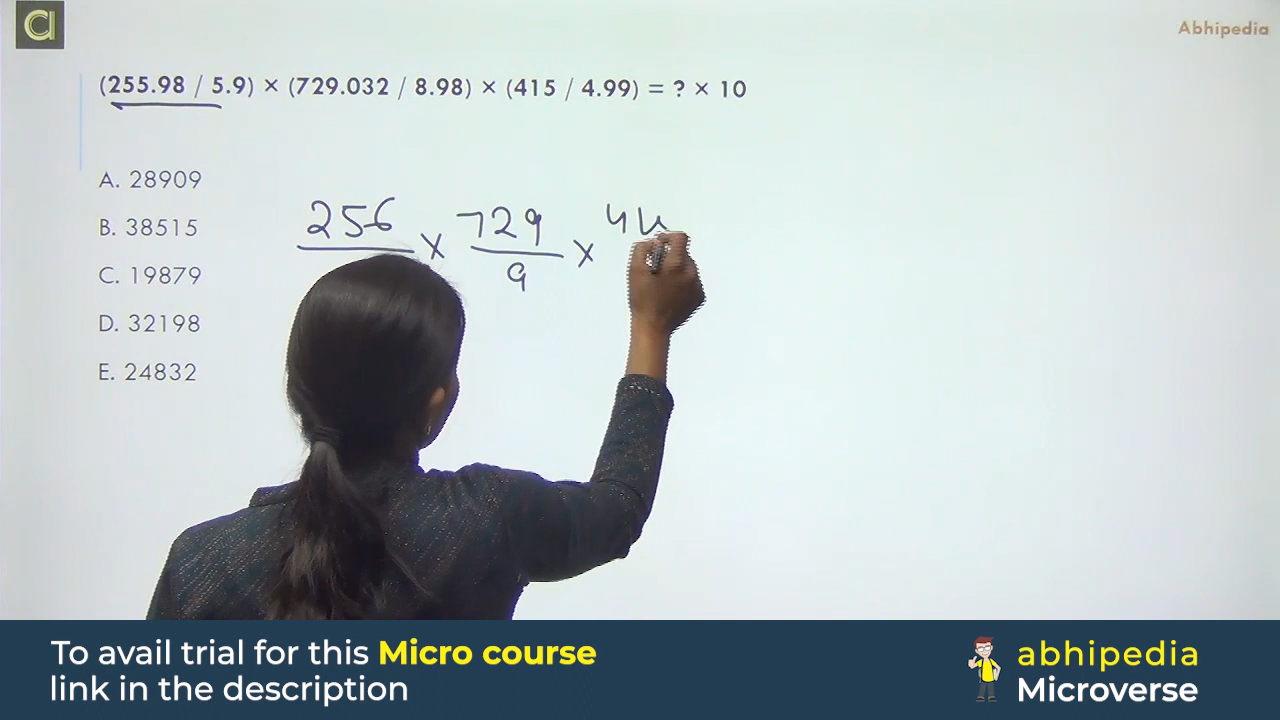 Abhipedia
(255.98 / 5.9) × (729.032 / 8.98) × (415 / 4.99) = ? × 10
A. 28909
B. 38515
C. 19879
D. 32198
E. 24832
256 × 729 / 9 × 4
To avail trial for this Micro course
link in the description
abhipedia
Microverse